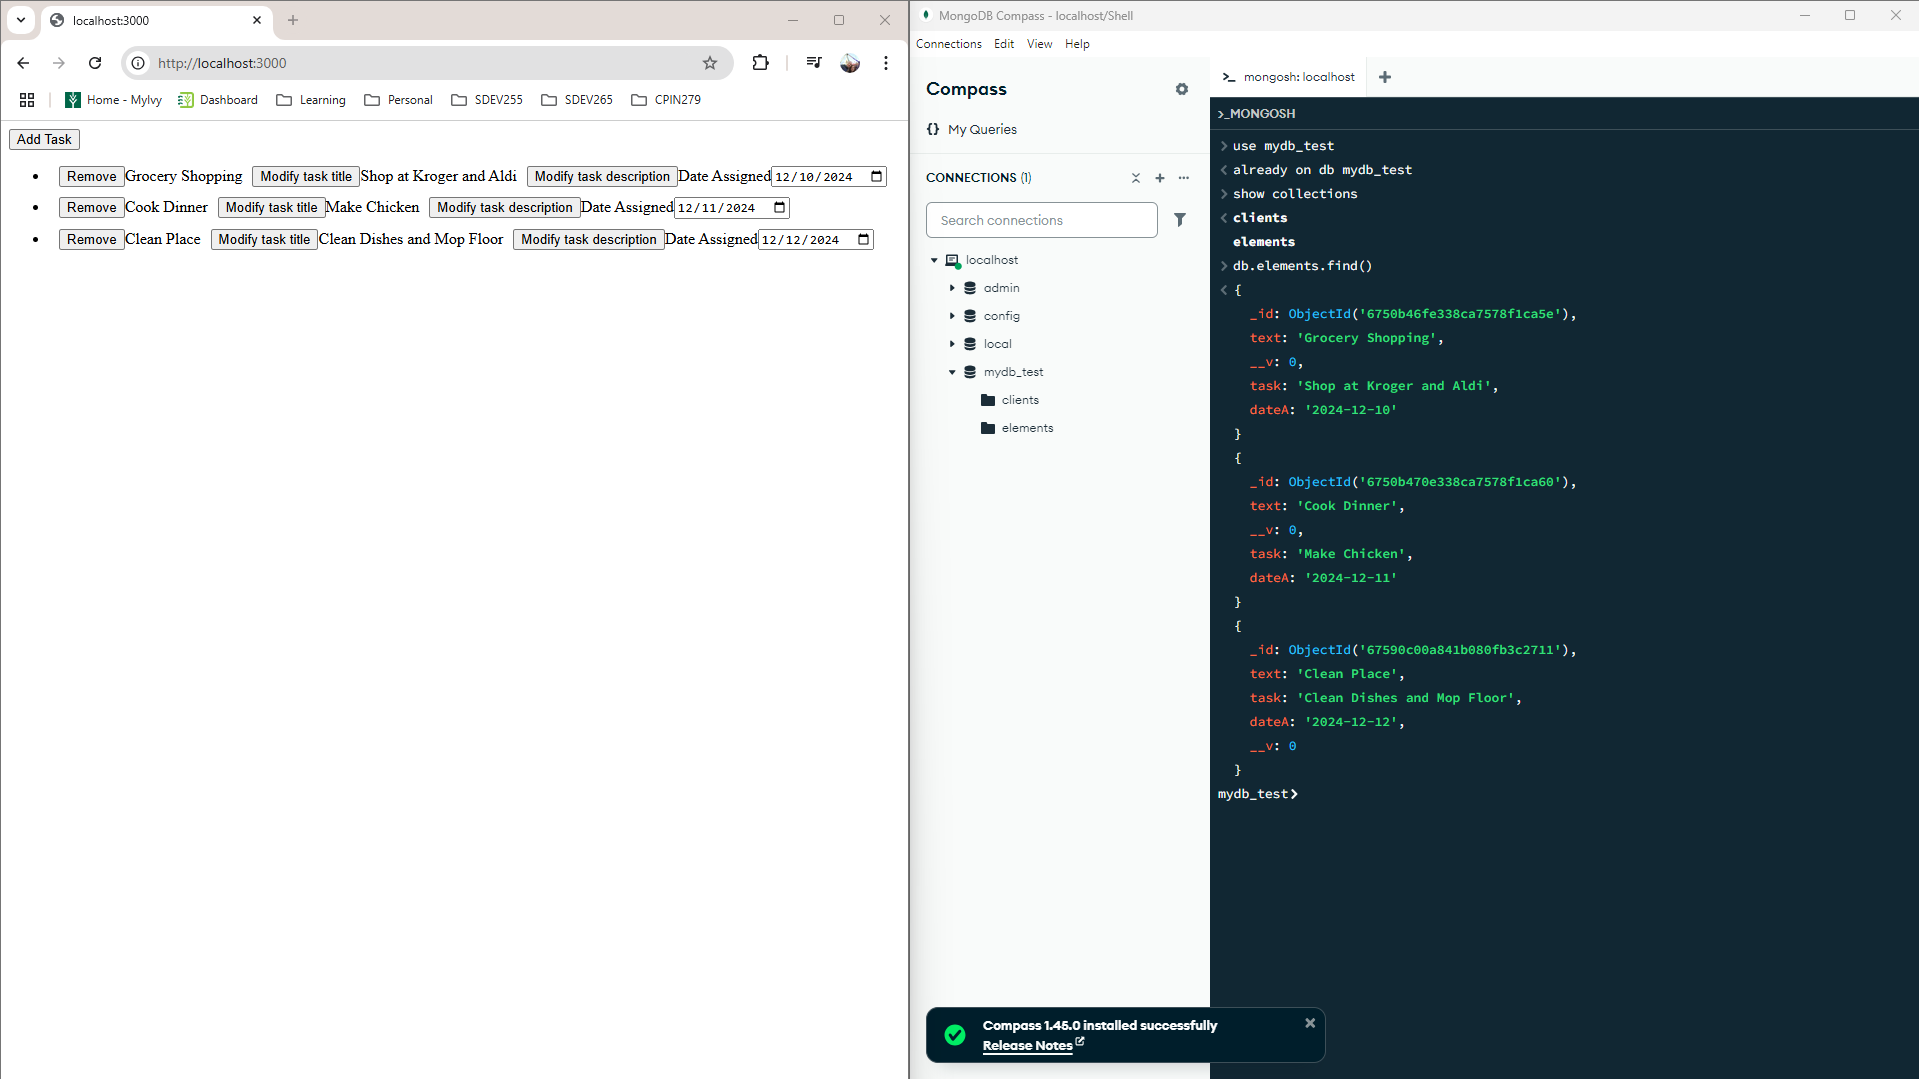 localhost:3000
http://localhost:3000
Home - MyIvy
Dashboard
Learning
Personal
SDEV255
SDEV265
CPIN279
Add Task
Remove Grocery Shopping Modify task title Shop at Kroger and Aldi Modify task description Date Assigned 12/10/2024
Remove Cook Dinner Modify task title Make Chicken Modify task description Date Assigned 12/11/2024
Remove Clean Place Modify task title Clean Dishes and Mop Floor Modify task description Date Assigned 12/12/2024
MongoDB Compass - localhost/Shell
Connections Edit View Help
Compass
{} My Queries
CONNECTIONS (1)
Search connections
localhost
admin
config
local
mydb_test
clients
elements
>_ mongosh: localhost
>_MONGOSH
> use mydb_test
< already on db mydb_test
> show collections
< clients
elements
> db.elements.find()
< {
_id: ObjectId('6750b46fe338ca7578f1ca5e'),
text: 'Grocery Shopping',
__v: 0,
task: 'Shop at Kroger and Aldi',
dateA: '2024-12-10'
}
{
_id: ObjectId('6750b470e338ca7578f1ca60'),
text: 'Cook Dinner',
__v: 0,
task: 'Make Chicken',
dateA: '2024-12-11'
}
{
_id: ObjectId('67590c00a841b080fb3c2711'),
text: 'Clean Place',
task: 'Clean Dishes and Mop Floor',
dateA: '2024-12-12',
__v: 0
}
mydb_test>
Compass 1.45.0 installed successfully
Release Notes